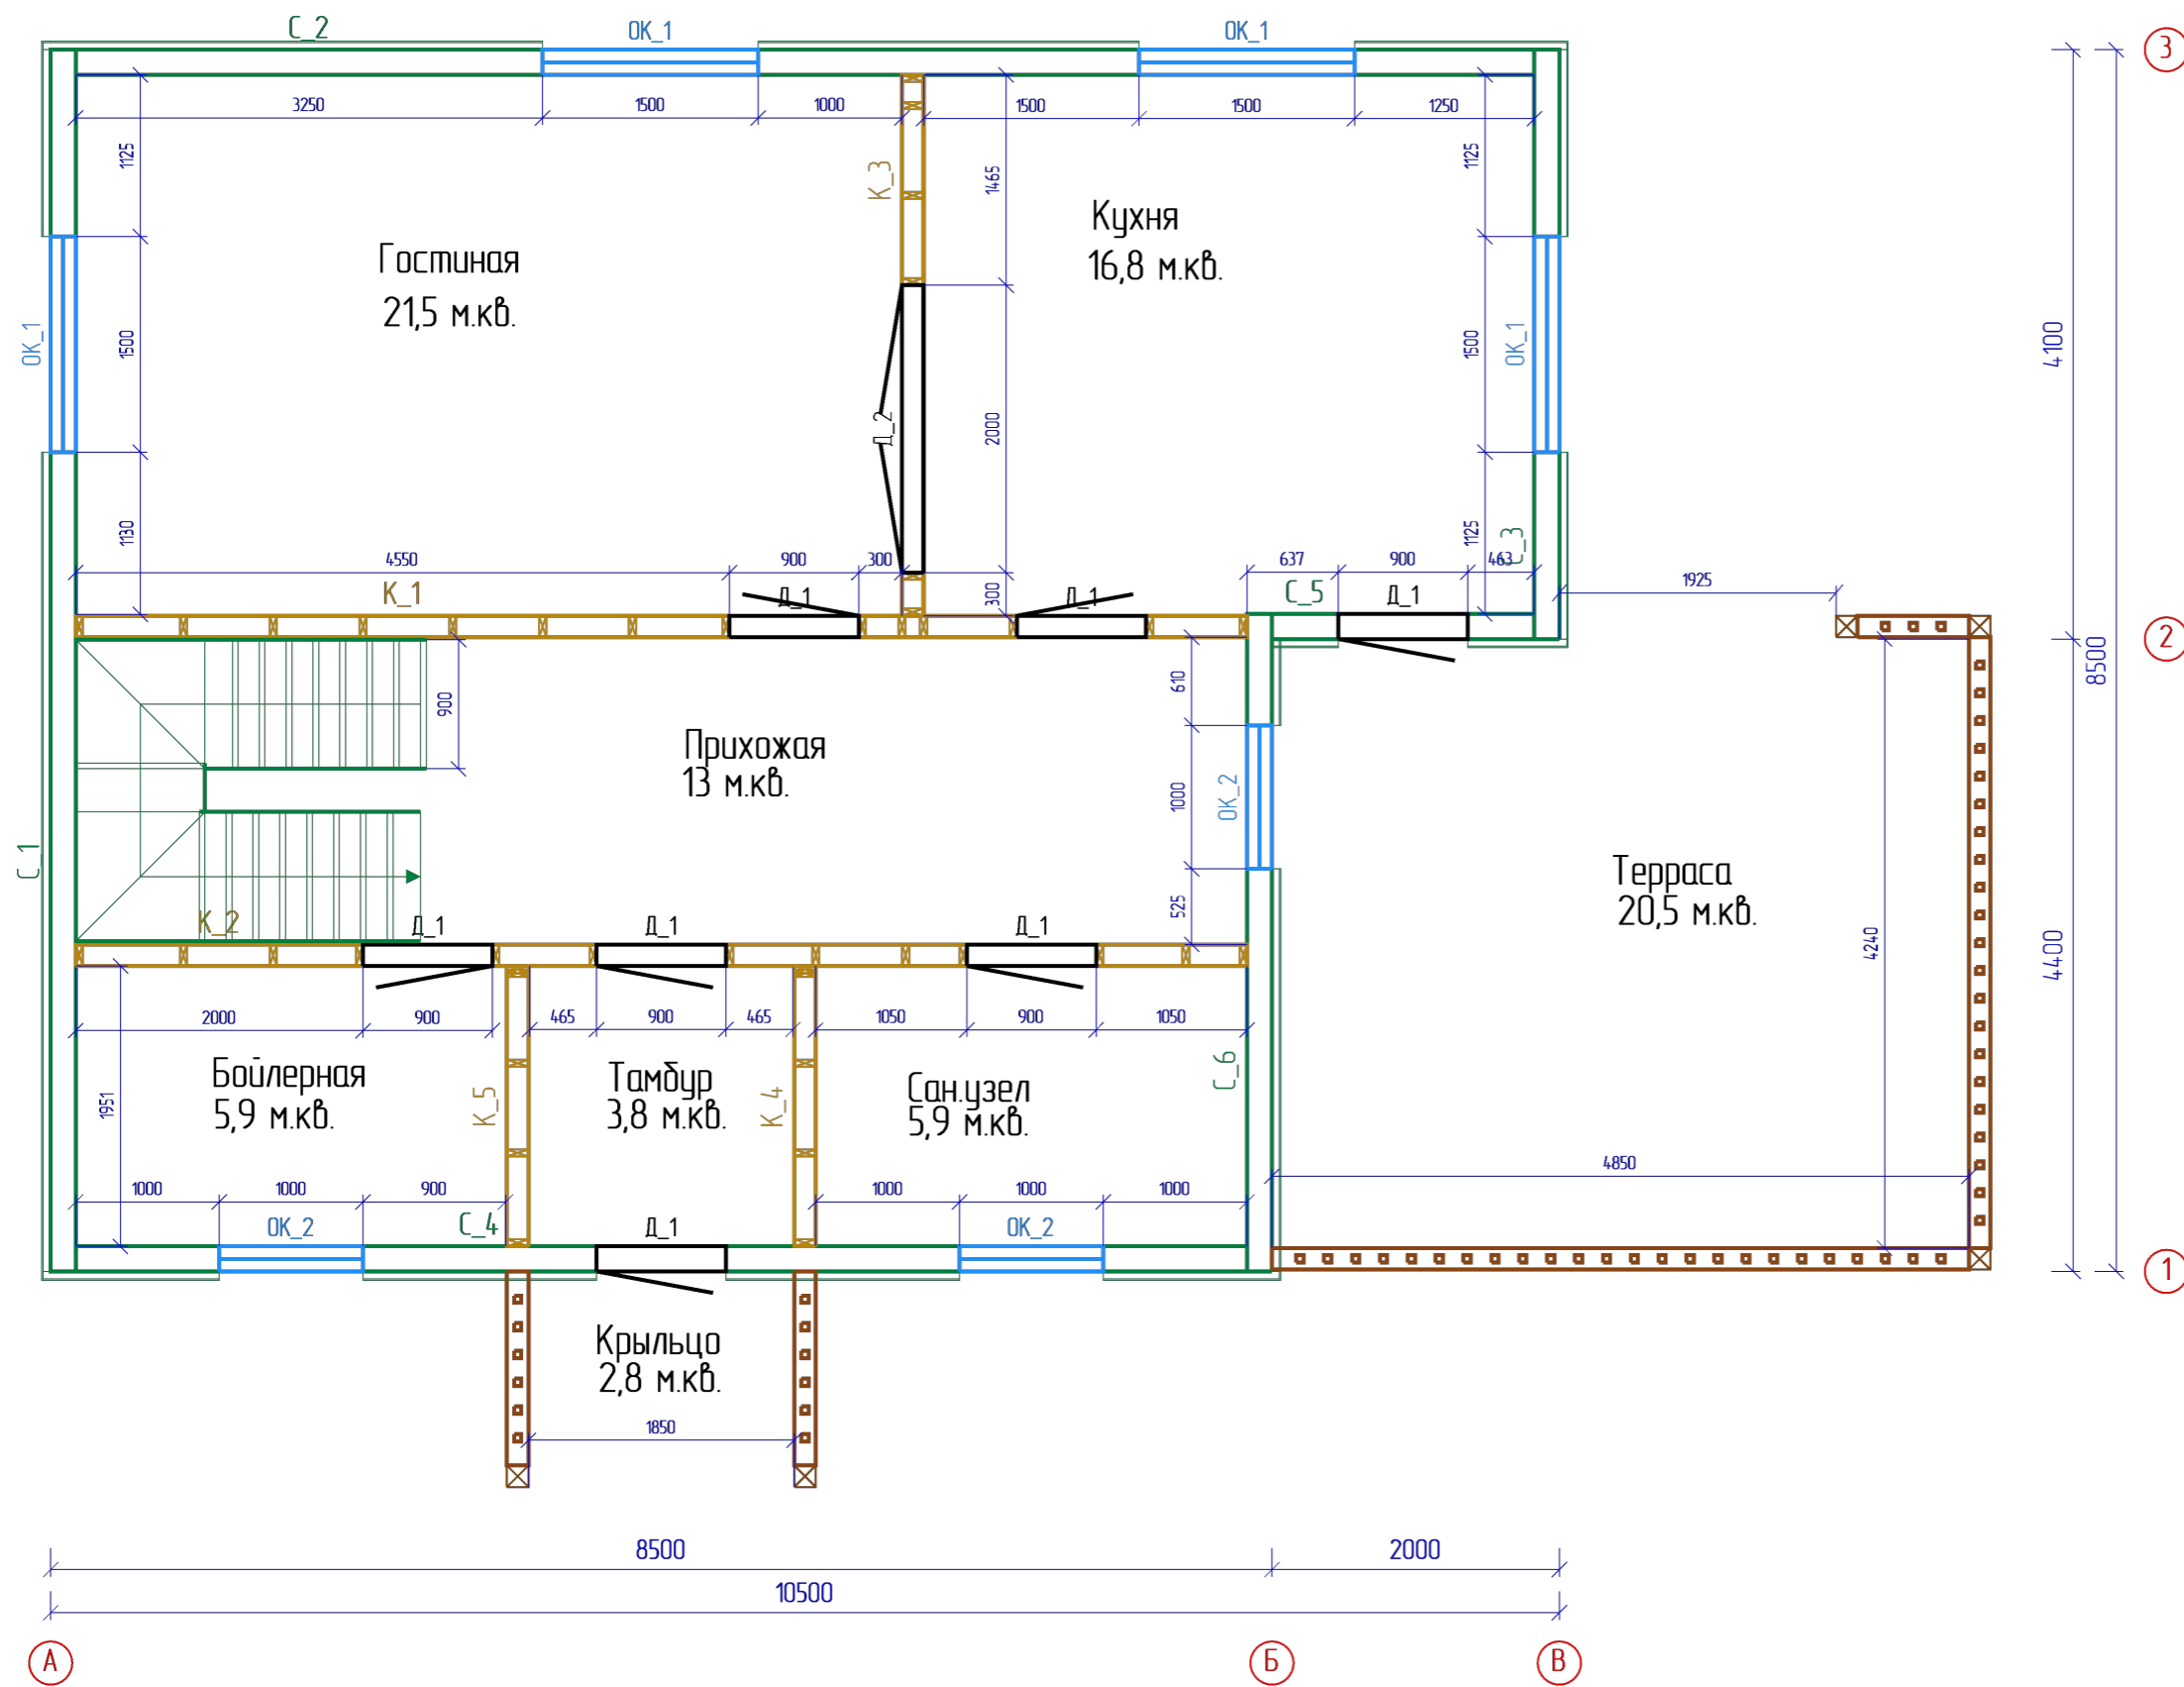 С_2
ОК_1
ОК_1
3
3250
1500
1000
1500
1500
1250
1125
К_3
1465
1125
Кухня
16,8 м.кв.
Гостиная
21,5 м.кв.
ОК_1
1500
Д_2
2000
1500
ОК_1
4100
1130
4550
900
300
300
1125
С_3
637
900
463
1925
К_1
Д_1
Д_1
С_5
Д_1
2
8500
900
Прихожая
13 м.кв.
610
1000
ОК_2
525
С_1
К_2
Д_1
Д_1
Д_1
Терраса
20,5 м.кв.
4240
4400
2000
900
465
900
465
1050
900
1050
С_6
1951
Бойлерная
5,9 м.кв.
К_5
Тамбур
3,8 м.кв.
К_4
Сан.узел
5,9 м.кв.
4850
1000
1000
900
1000
1000
1000
ОК_2
С_4
Д_1
ОК_2
1
Крыльцо
2,8 м.кв.
1850
8500
2000
10500
А
Б
В